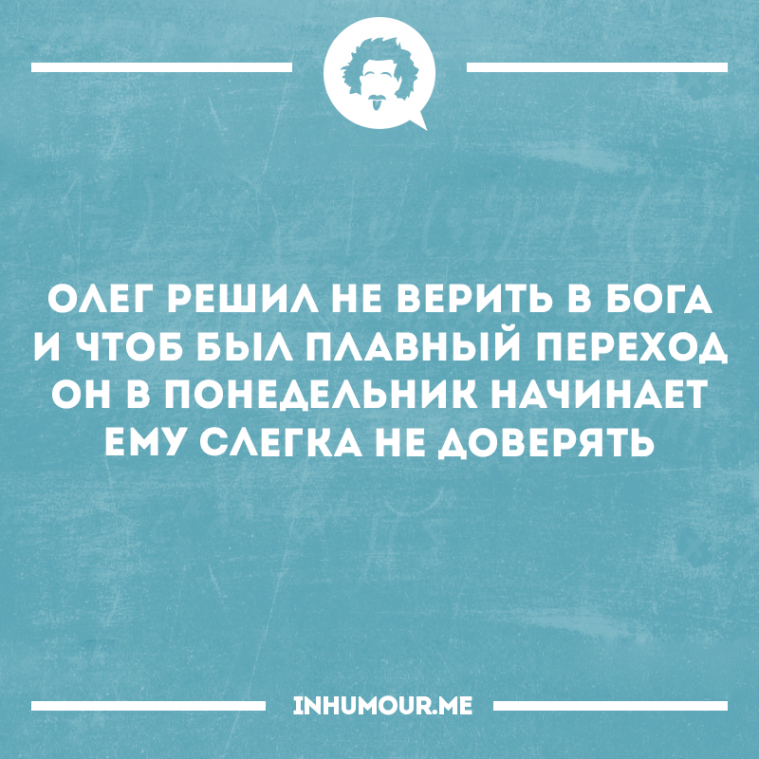 ОЛЕГ РЕШИЛ НЕ ВЕРИТЬ В БОГА
И ЧТОБ БЫЛ ПЛАВНЫЙ ПЕРЕХОД
ОН В ПОНЕДЕЛЬНИК НАЧИНАЕТ
ЕМУ СЛЕГКА НЕ ДОВЕРЯТЬ
INHUMOUR.ME